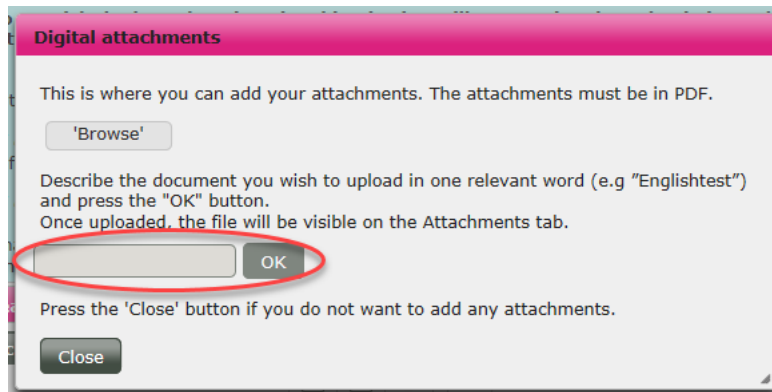 Digital attachments
This is where you can add your attachments. The attachments must be in PDF.
'Browse'
Describe the document you wish to upload in one relevant word (e.g ”Englishtest”)
and press the "OK" button.
Once uploaded, the file will be visible on the Attachments tab.
OK
Press the 'Close' button if you do not want to add any attachments.
Close